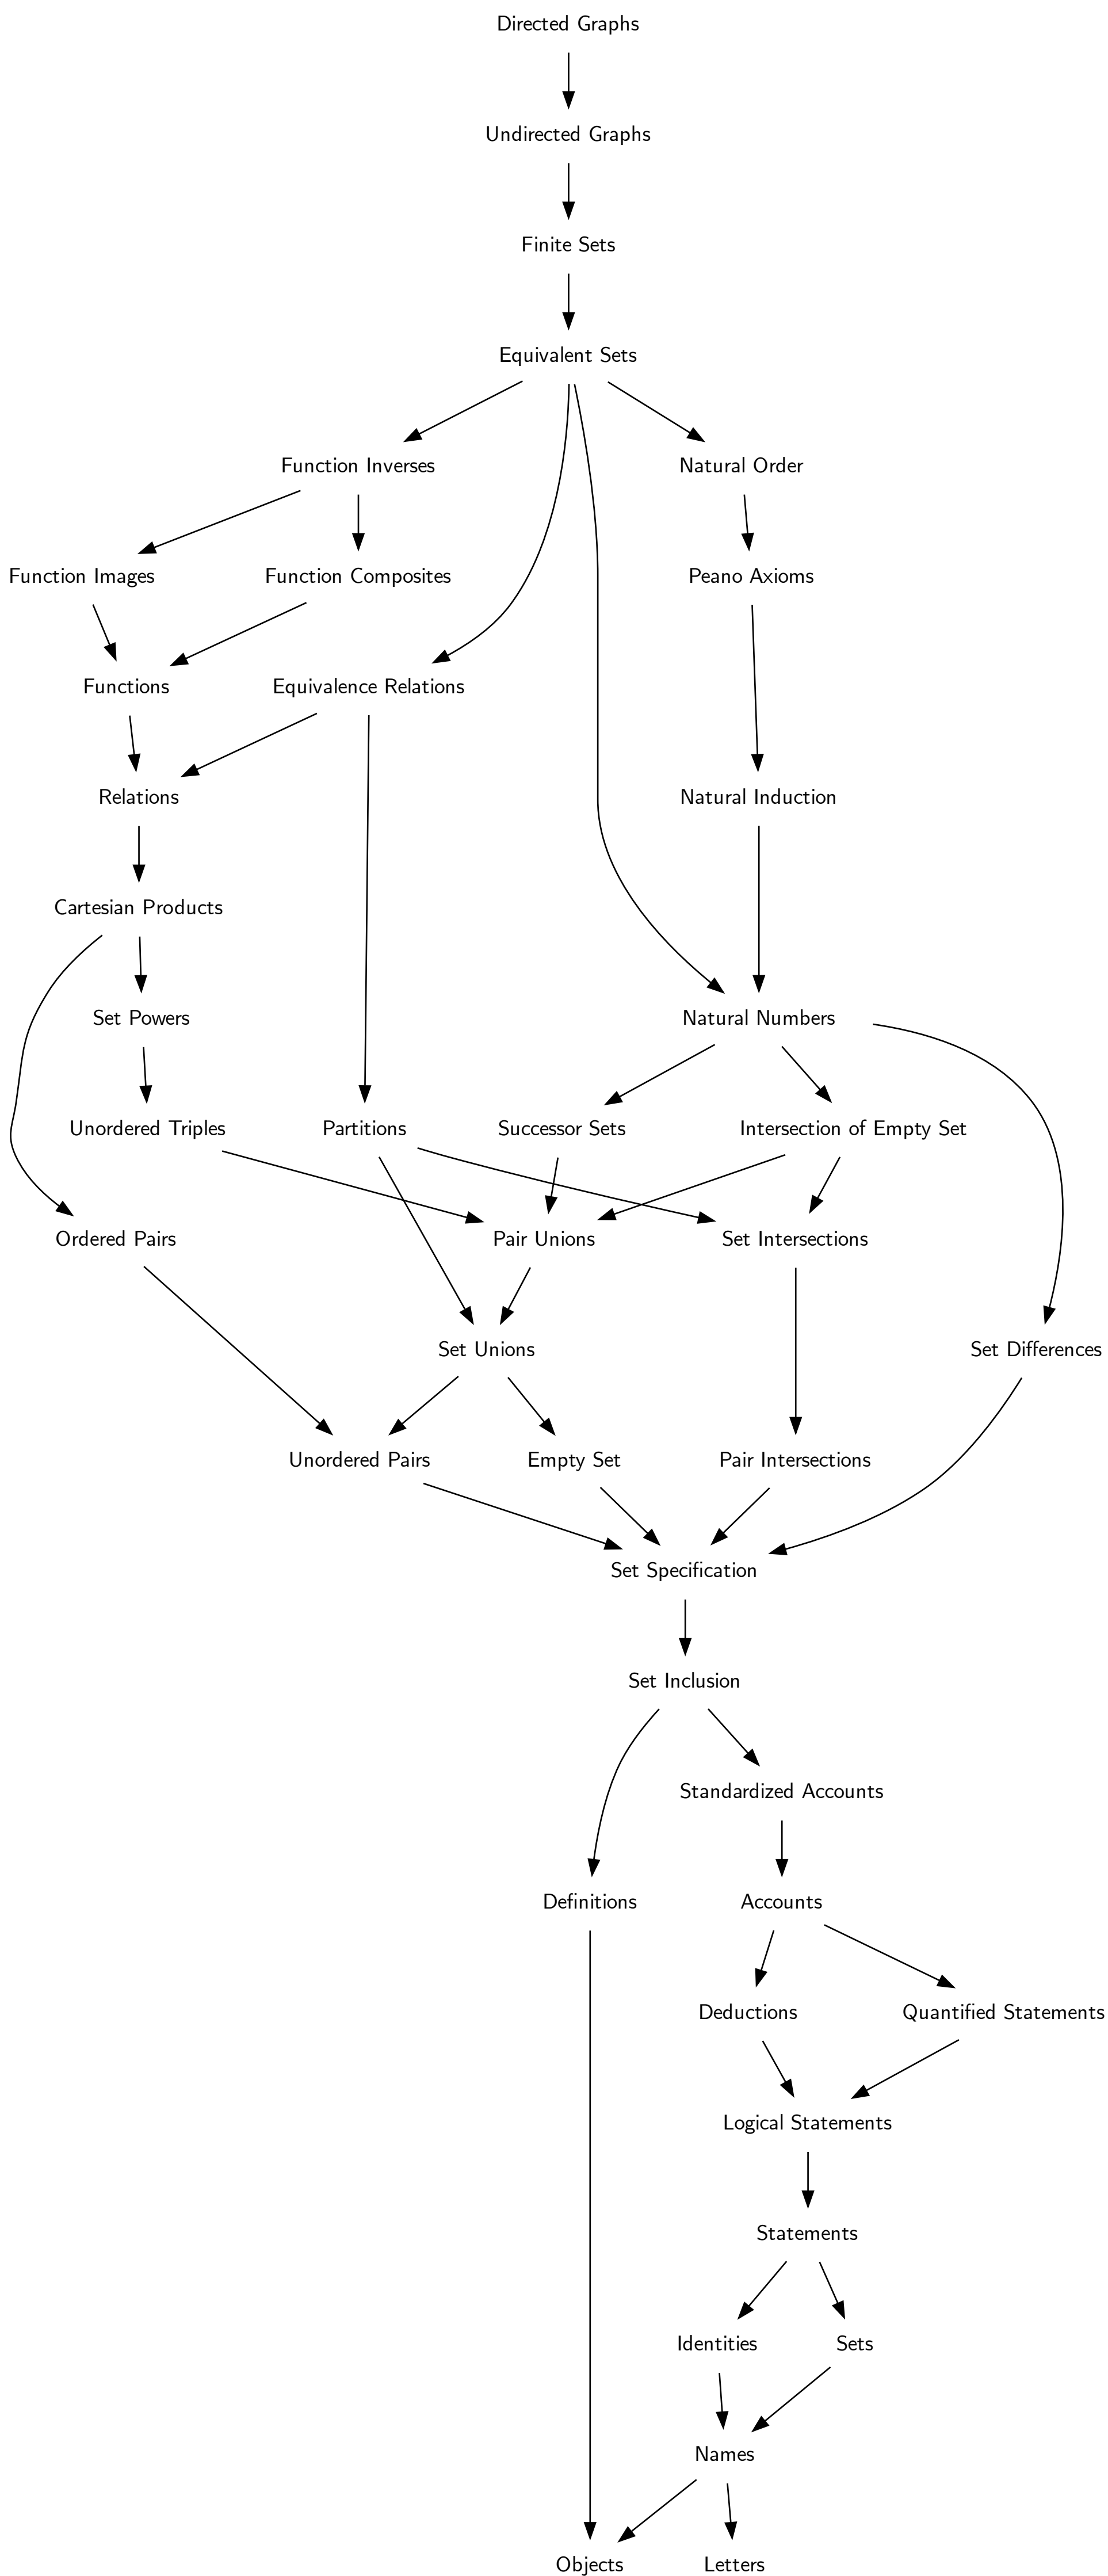 Directed Graphs
Undirected Graphs
Finite Sets
Equivalent Sets
Function Inverses
Natural Order
Function Images
Function Composites
Peano Axioms
Functions
Equivalence Relations
Relations
Natural Induction
Cartesian Products
Set Powers
Natural Numbers
Unordered Triples
Partitions
Successor Sets
Intersection of Empty Set
Ordered Pairs
Pair Unions
Set Intersections
Set Unions
Set Differences
Unordered Pairs
Empty Set
Pair Intersections
Set Specification
Set Inclusion
Standardized Accounts
Definitions
Accounts
Deductions
Quantified Statements
Logical Statements
Statements
Identities
Sets
Names
Objects
Letters